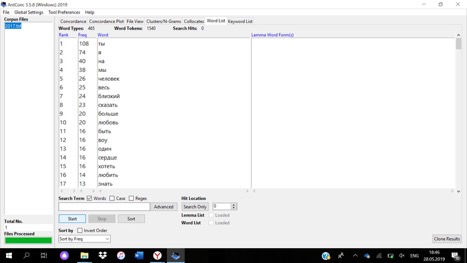 AntConc 3.5.8 (Windows) 2019
File Global Settings Tool Preferences Help
Corpus Files
2017.txt
Concordance Concordance Plot File View Clusters/N-Grams Collocates Word List Keyword List
Word Types: 465 Word Tokens: 1540 Search Hits: 0
Rank Freq Word Lemma Word Form(s)
1 108 ты
2 74 я
3 40 на
4 38 мы
5 26 человек
6 25 весь
7 24 близкий
8 23 сказать
9 20 больше
10 20 любовь
11 16 быть
12 16 воу
13 16 один
14 16 сердце
15 16 хотеть
16 14 любить
17 13 знать
Search Term Words Case Regex Hit Location
Advanced Search Only 0
Start Stop Sort Lemma List Loaded
Word List Loaded
Sort by Invert Order
Sort by Freq
Total No.
1
Files Processed
Clone Results
ENG 18:46
28.05.2019